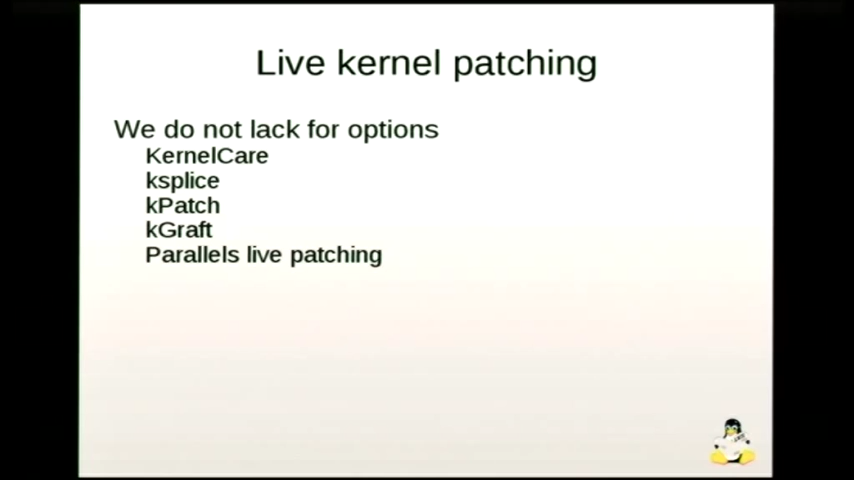 Live kernel patching
We do not lack for options
KernelCare
ksplice
kPatch
kGraft
Parallels live patching